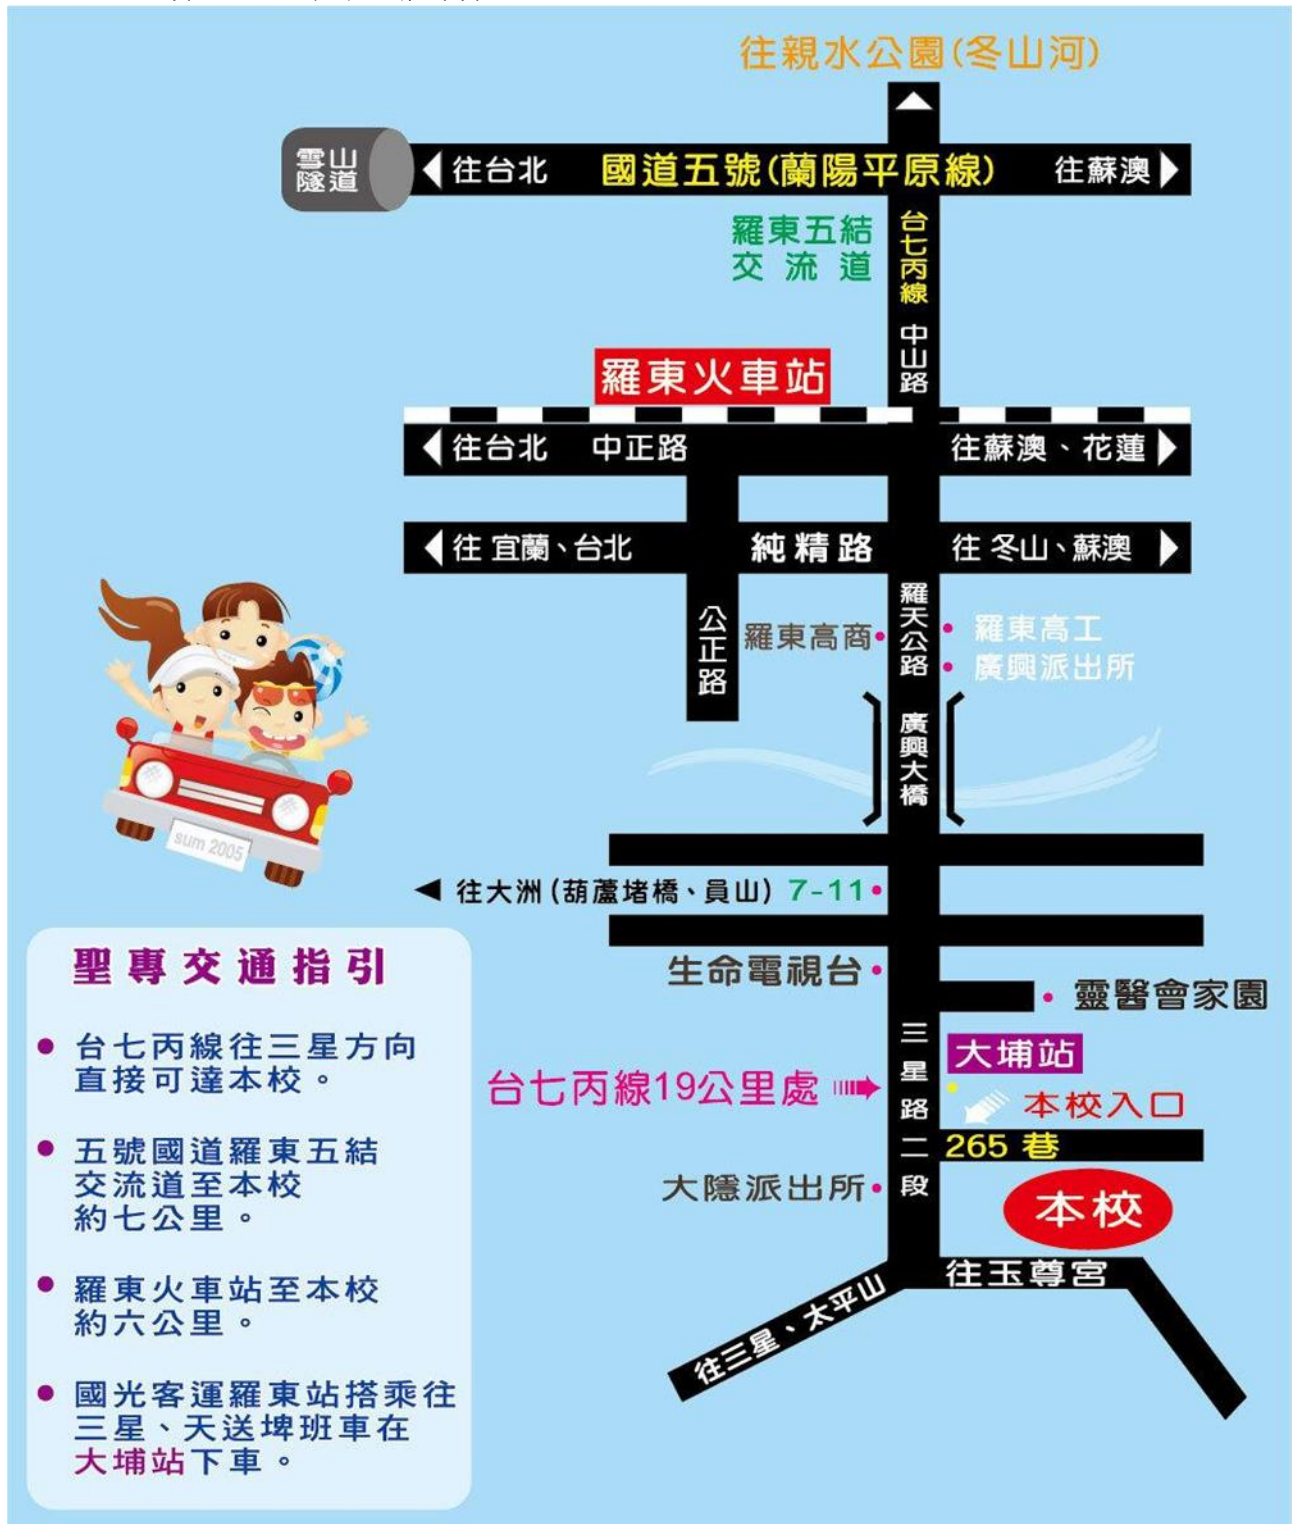 往親水公園(冬山河)
雪山
隧道
往台北 國道五號(蘭陽平原線) 往蘇澳
羅東五結
交流道
台七丙線 中山路
羅東火車站
往台北 中正路 往蘇澳、花蓮
往 宜蘭、台北 純精路 往 冬山、蘇澳
公正路
羅東高商
羅天公路
羅東高工
廣興派出所
廣興大橋
sum 2005
往大洲(葫蘆堵橋、員山) 7-11
生命電視台
靈醫會家園
三星路二段
大埔站
台七丙線19公里處
本校入口
265 巷
大隱派出所
本校
往玉尊宮
往三星、太平山
聖專交通指引
台七丙線往三星方向
直接可達本校。
五號國道羅東五結
交流道至本校
約七公里。
羅東火車站至本校
約六公里。
國光客運羅東站搭乘往
三星、天送埤班車在
大埔站下車。